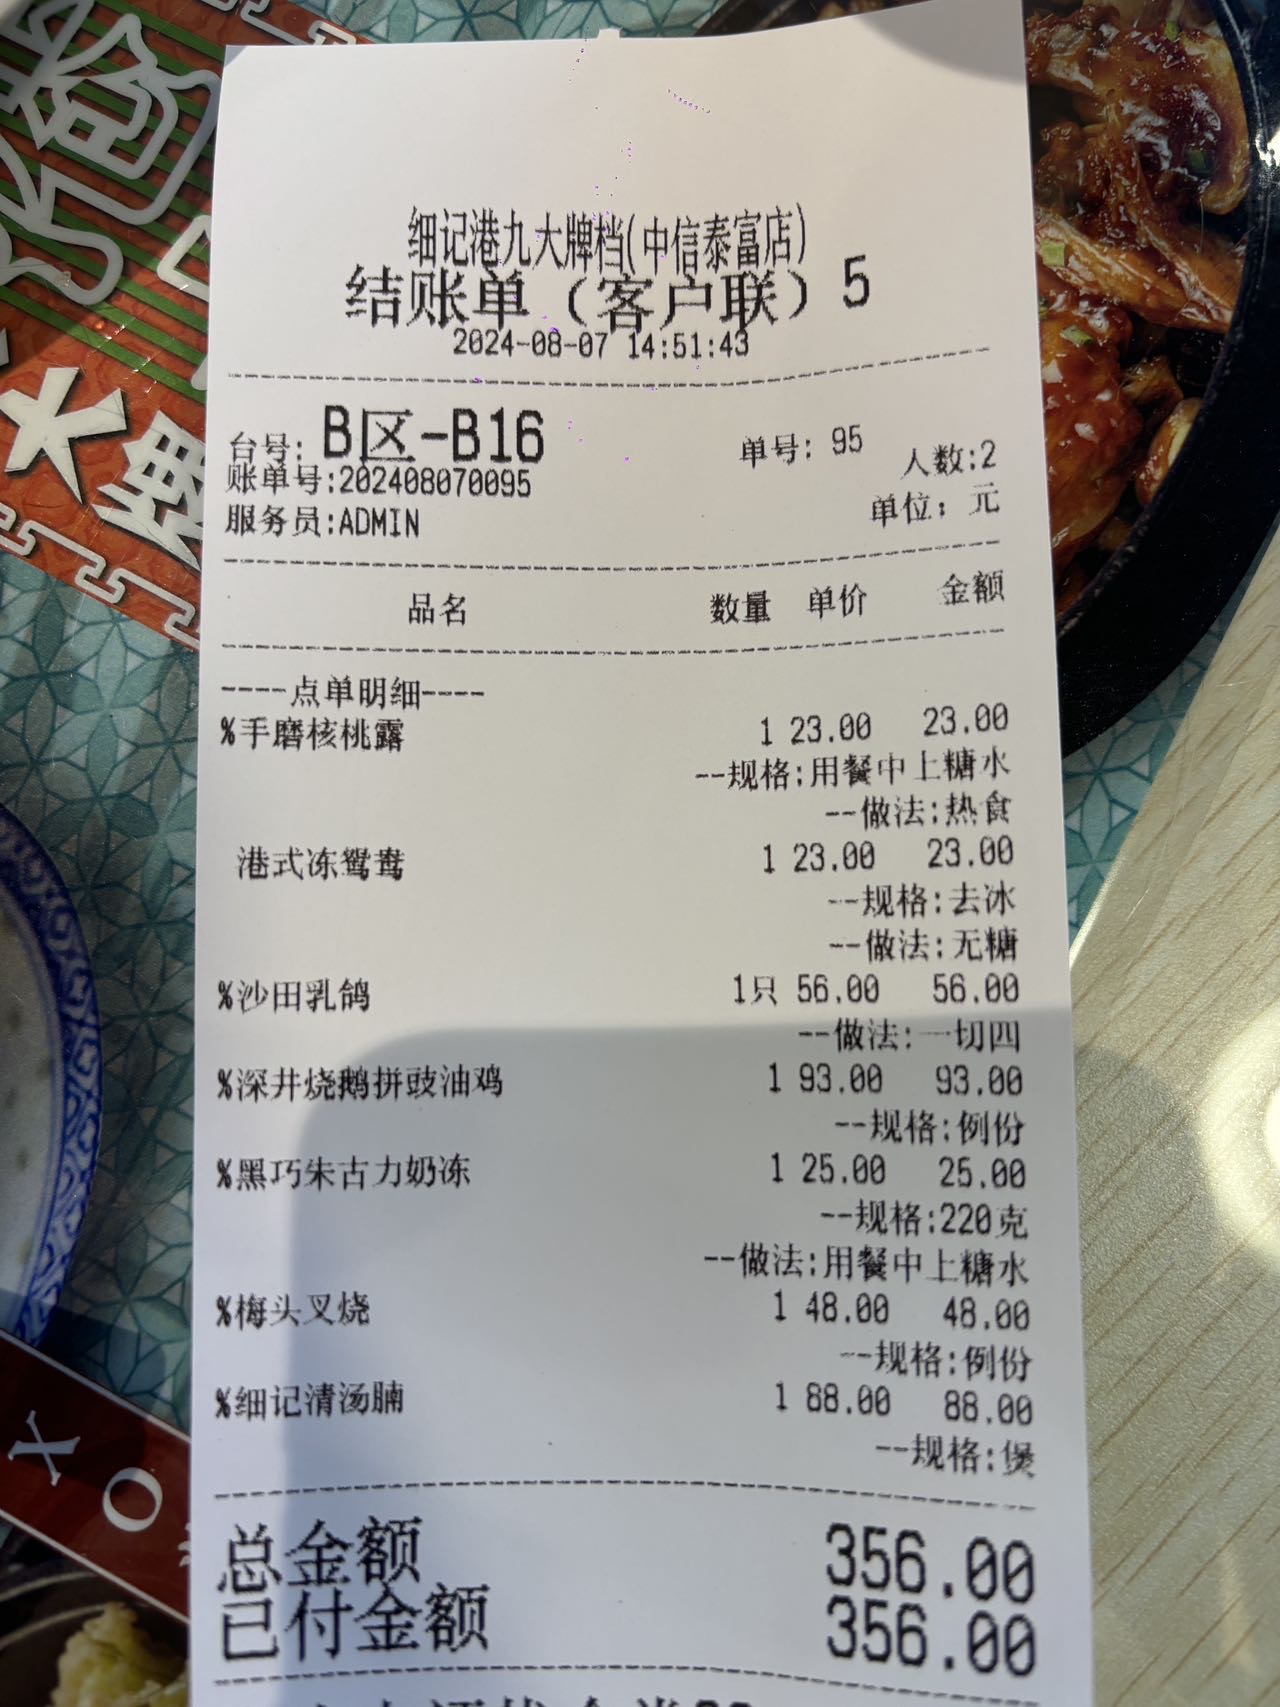 细记港九大牌档(中信泰富店)
结账单（客户联）5
2024-08-07 14:51:43
台号: B区-B16 单号: 95 人数:2
账单号:202408070095
服务员:ADMIN 单位: 元
品名 数量 单价 金额
----点单明细----
%手磨核桃露 1 23.00 23.00
--规格:用餐中上糖水
--做法:热食
港式冻鸳鸯 1 23.00 23.00
--规格:去冰
--做法:无糖
%沙田乳鸽 1只 56.00 56.00
--做法:一切四
%深井烧鹅拼豉油鸡 1 93.00 93.00
--规格:例份
%黑巧朱古力奶冻 1 25.00 25.00
--规格:220克
--做法:用餐中上糖水
%梅头叉烧 1 48.00 48.00
--规格:例份
%细记清汤腩 1 88.00 88.00
--规格:煲
总金额 356.00
已付金额 356.00
大牌
X
O